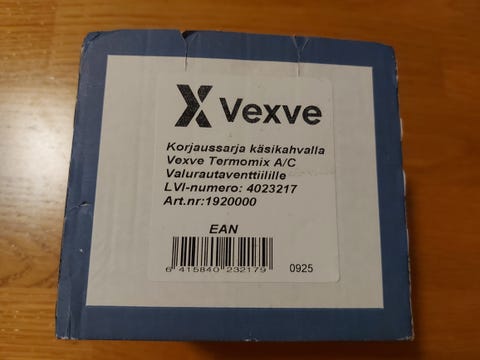 Vexve
Korjaussarja käsikahvalla
Vexve Termomix A/C
Valurautaventtiilille
LVI-numero: 4023217
Art.nr:1920000
EAN
6 415840 232179
0925